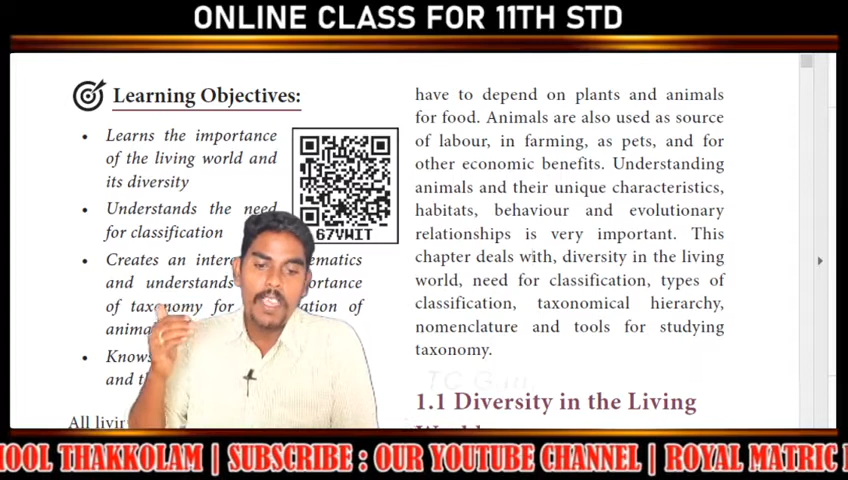 ONLINE CLASS FOR 11TH STD
Learning Objectives:
• Learns the importance
of the living world and
its diversity
• Understands the need
for classification
• Creates an
and understands
of taxonomy for of
• Knows
and
All
67VWIT
have to depend on plants and animals
for food. Animals are also used as source
of labour, in farming, as pets, and for
other economic benefits. Understanding
animals and their unique characteristics,
habitats, behaviour and evolutionary
relationships is very important. This
chapter deals with, diversity in the living
world, need for classification, types of
classification, taxonomical hierarchy,
nomenclature and tools for studying
taxonomy.
1.1 Diversity in the Living
THAKKOLAM | SUBSCRIBE : OUR YOUTUBE CHANNEL | ROYAL MATRIC